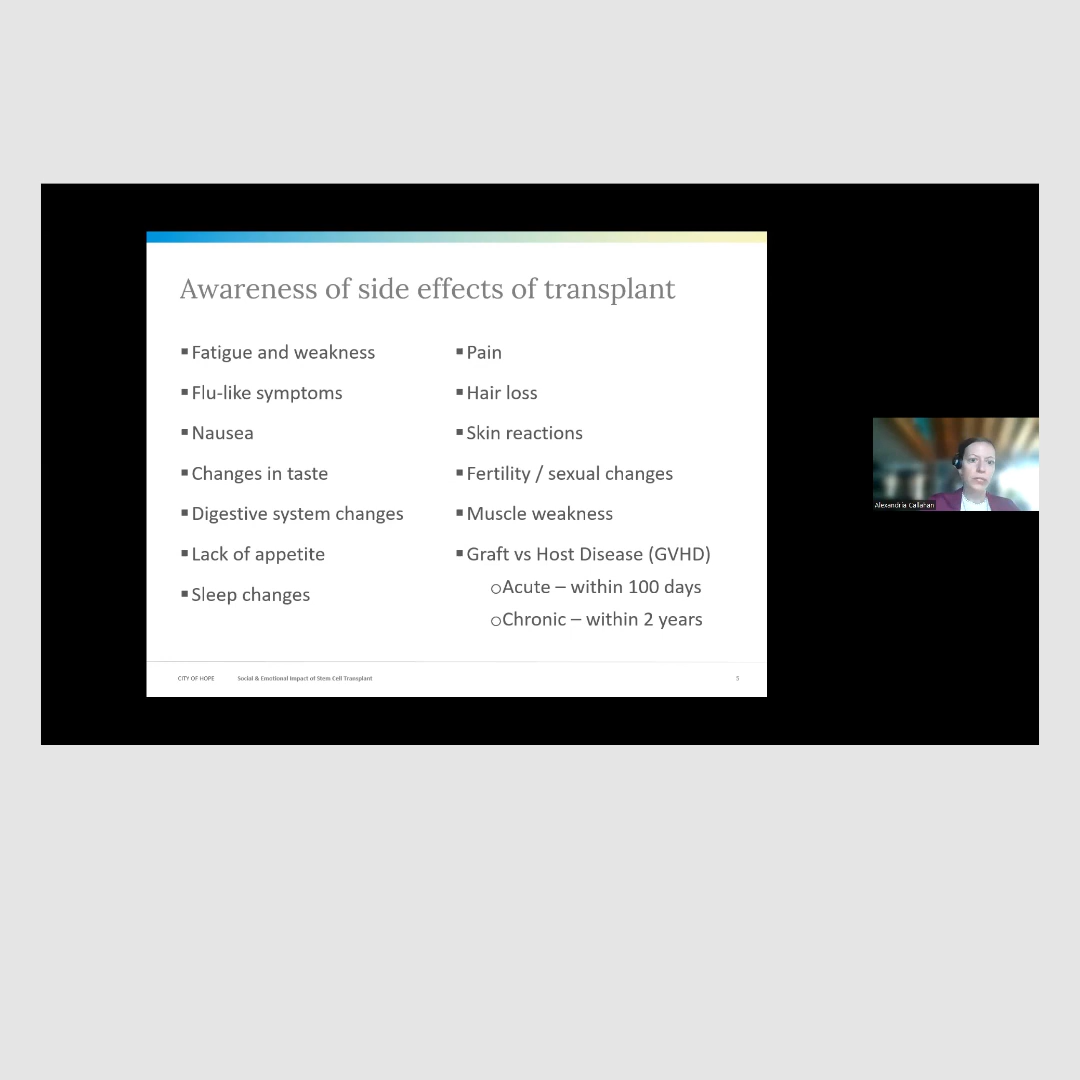 Awareness of side effects of transplant
▪Fatigue and weakness
▪Flu-like symptoms
▪Nausea
▪Changes in taste
▪Digestive system changes
▪Lack of appetite
▪Sleep changes
▪Pain
▪Hair loss
▪Skin reactions
▪Fertility / sexual changes
▪Muscle weakness
▪Graft vs Host Disease (GVHD)
oAcute – within 100 days
oChronic – within 2 years
CITY OF HOPE Social & Emotional Impact of Stem Cell Transplant 5
Alexandria Callahan